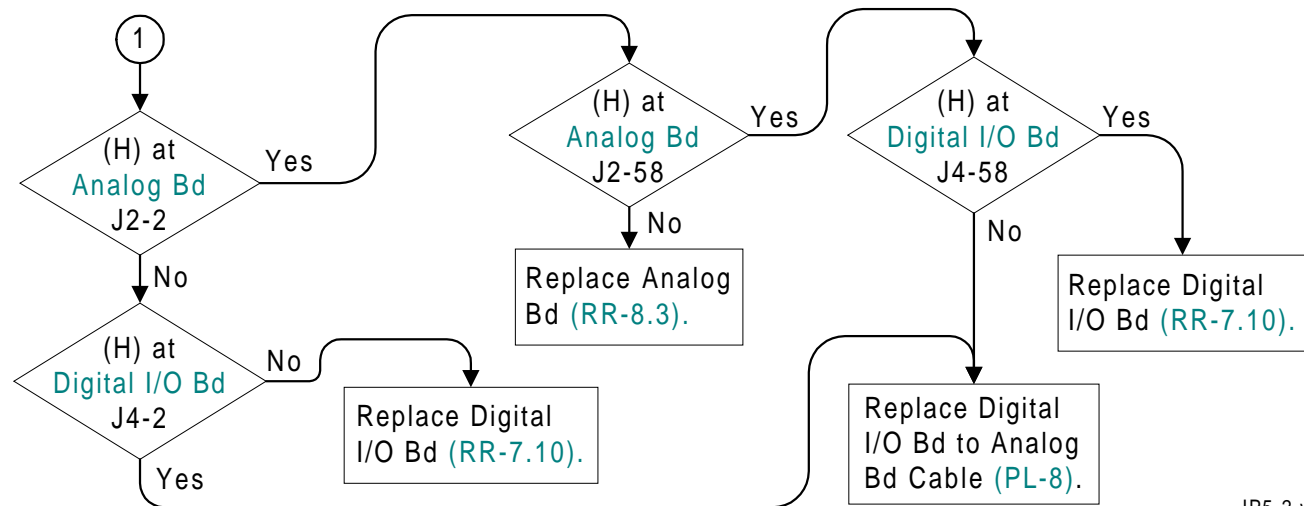 1
(H) at
Analog Bd
J2-2
Yes
No
(H) at
Analog Bd
J2-58
Yes
No
(H) at
Digital I/O Bd
J4-58
Yes
No
Replace Analog
Bd (RR-8.3).
Replace Digital
I/O Bd (RR-7.10).
(H) at
Digital I/O Bd
J4-2
No
Yes
Replace Digital
I/O Bd (RR-7.10).
Replace Digital
I/O Bd to Analog
Bd Cable (PL-8).